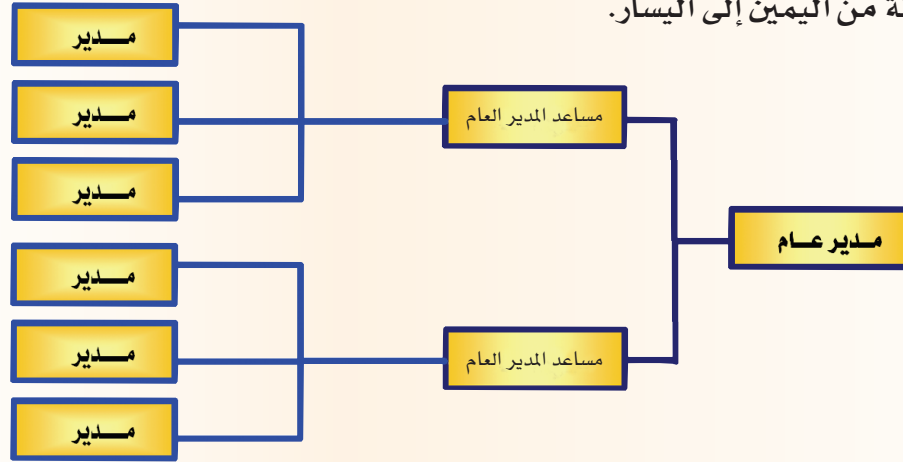 من اليمين إلى اليسار.
مدير عام
مساعد المدير العام
مساعد المدير العام
مدير
مدير
مدير
مدير
مدير
مدير